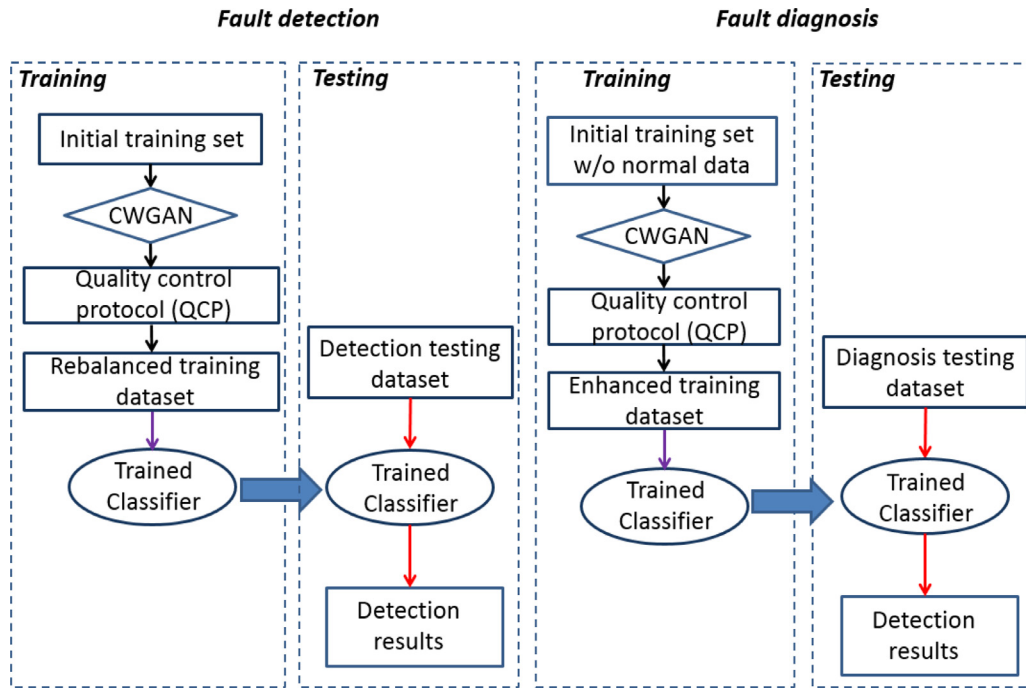 Fault detection
Fault diagnosis
Training
Initial training set
CWGAN
Quality control
protocol (QCP)
Rebalanced training
dataset
Trained
Classifier
Testing
Detection testing
dataset
Trained
Classifier
Detection
results
Training
Initial training set
w/o normal data
CWGAN
Quality control
protocol (QCP)
Enhanced training
dataset
Trained
Classifier
Testing
Diagnosis testing
dataset
Trained
Classifier
Detection
results